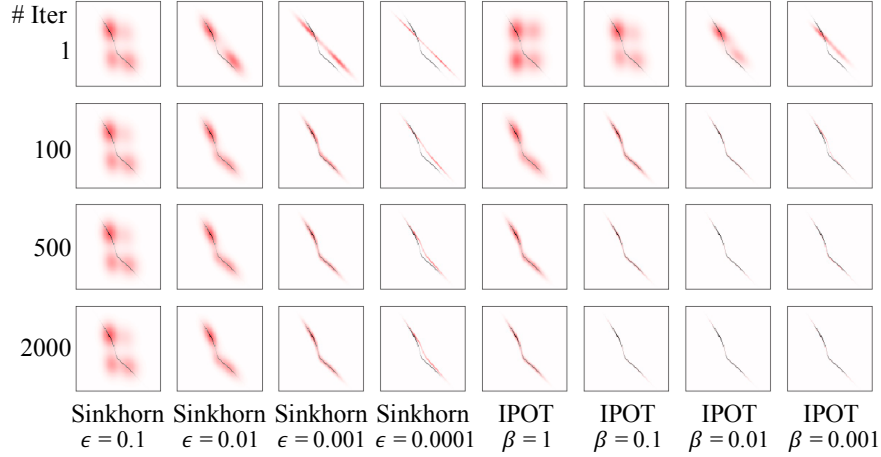 # Iter
1
100
500
2000
Sinkhorn Sinkhorn Sinkhorn Sinkhorn IPOT IPOT IPOT IPOT
ϵ = 0.1 ϵ = 0.01 ϵ = 0.001 ϵ = 0.0001 β = 1 β = 0.1 β = 0.01 β = 0.001